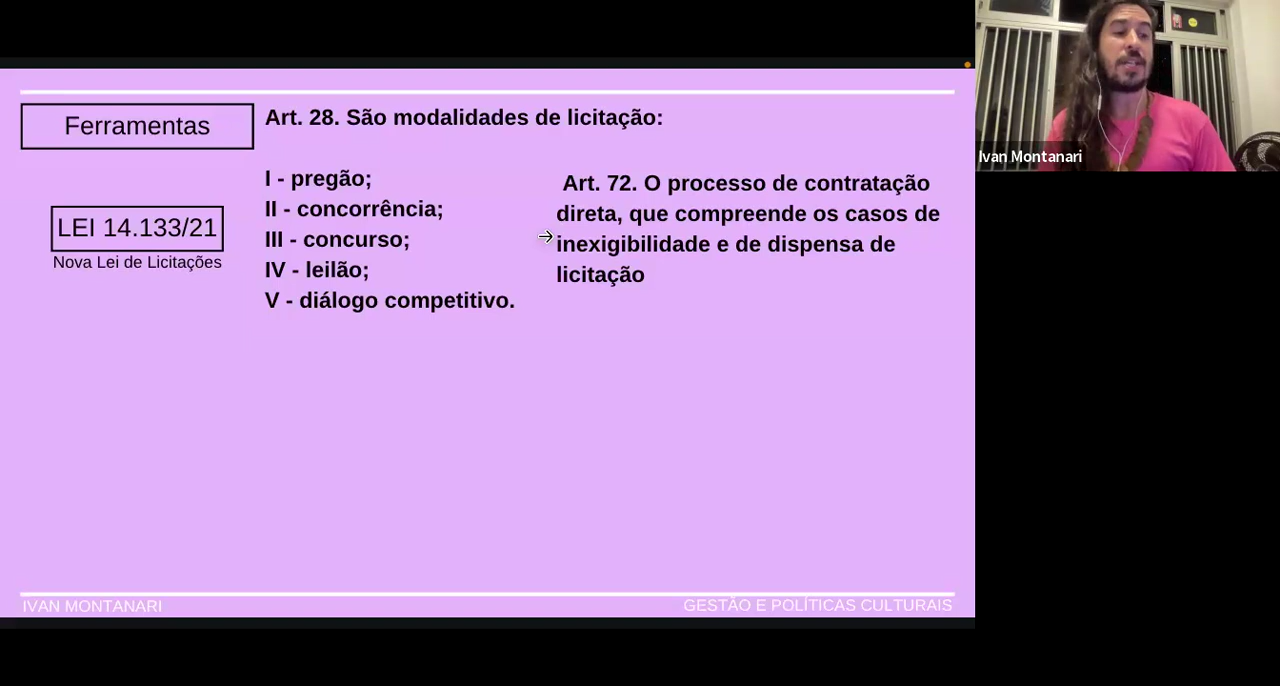 Ferramentas
LEI 14.133/21
Nova Lei de Licitações
Art. 28. São modalidades de licitação:
I - pregão;
II - concorrência;
III - concurso;
IV - leilão;
V - diálogo competitivo.
Art. 72. O processo de contratação
direta, que compreende os casos de
inexigibilidade e de dispensa de
licitação
IVAN MONTANARI
GESTÃO E POLÍTICAS CULTURAIS
Ivan Montanari